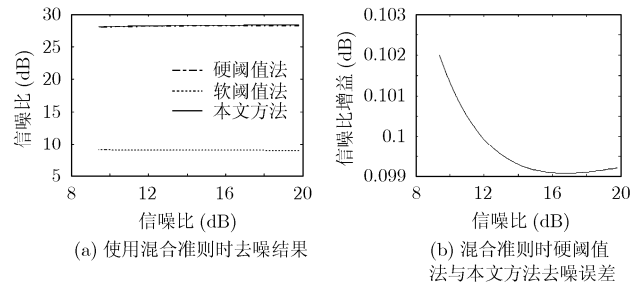 30
25
20
15
10
5
8
12
16
20
信噪比 (dB)
信噪比 (dB)
硬阈值法
软阈值法
本文方法
(a) 使用混合准则时去噪结果
0.103
0.102
0.101
0.1
0.099
8
12
16
20
信噪比增益 (dB)
信噪比 (dB)
(b) 混合准则时硬阈值
法与本文方法去噪误差